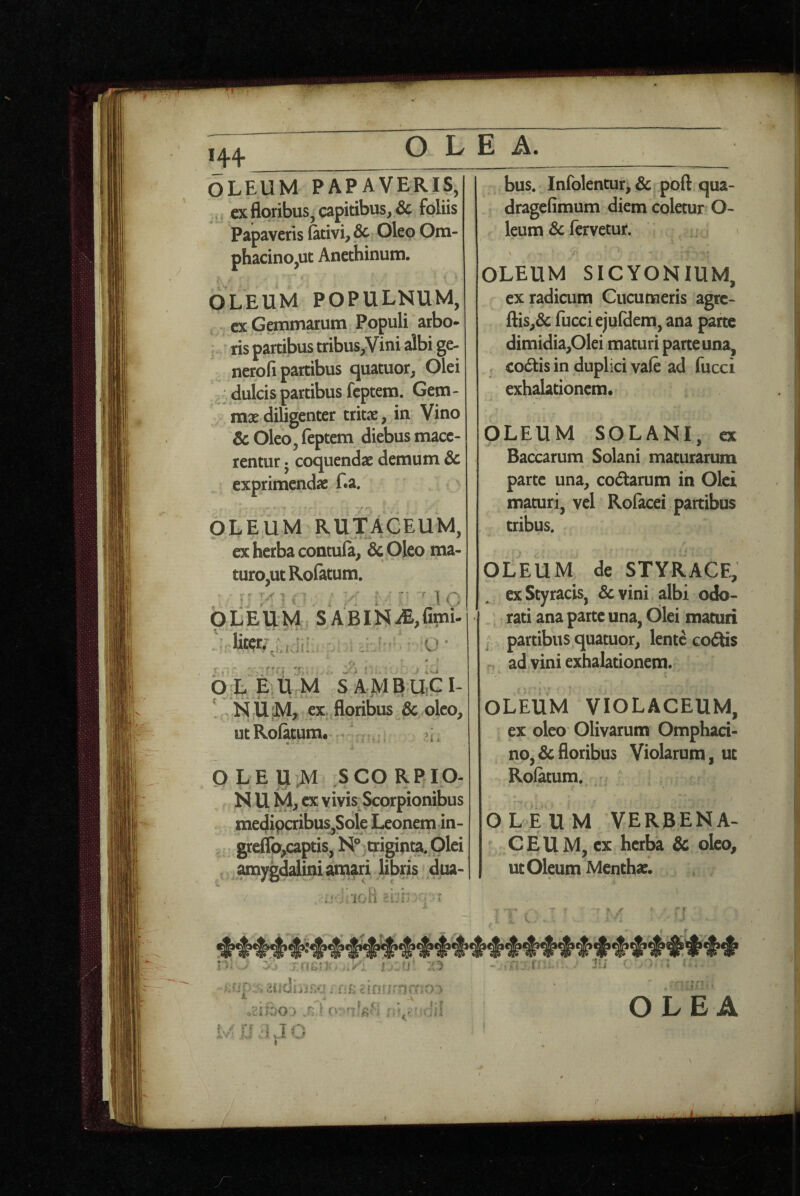 144 OLEA.
OLEUM PAPAVERIS,
ex floribus, capitibus, & foliis
Papaveris ſativi, & Oleo Om-
phacino,ut Anethinum.
OLEUM POPULNUM,
ex Gemmarum Populi arbo-
ris partibus tribus,Vini albi ge-
neroſi partibus quatuor, Olei
dulcis partibus ſeptem. Gem-
mæ diligenter tritæ, in Vino
& Oleo, ſeptem diebus mace-
rentur; coquendæ demum &
exprimendæ ſ.a.
OLEUM RUTACEUM,
ex herba contuſa, & Oleo ma-
turo,ut Roſatum.
OLEUM SABINÆ,ſimi-
liter.
OLEUM SAMBUCI-
NUM, ex floribus & oleo,
ut Roſatum.
OLEUM SCORPIO-
NUM, ex vivis Scorpionibus
mediocribus,Sole Leonem in-
greſſo,captis, N° triginta. Olei
amygdalini amari libris dua-
bus. Inſolentur, & poſt qua-
drageſimum diem coletur O-
leum & ſervetur.
OLEUM SICYONIUM,
ex radicum Cucumeris agre-
ſtis,& ſucci ejuſdem, ana parte
dimidia,Olei maturi parte una,
coctis in duplici vaſe ad ſucci
exhalationem.
OLEUM SOLANI, ex
Baccarum Solani maturarum
parte una, coctarum in Olei
maturi, vel Roſacei partibus
tribus.
OLEUM de STYRACE,
ex Styracis, & vini albi odo-
rati ana parte una, Olei maturi
partibus quatuor, lentè coctis
ad vini exhalationem.
OLEUM VIOLACEUM,
ex oleo Olivarum Omphaci-
no, & floribus Violarum, ut
Roſatum.
OLEUM VERBENA-
CEUM, ex herba & oleo,
ut Oleum Menthæ.
OLEA